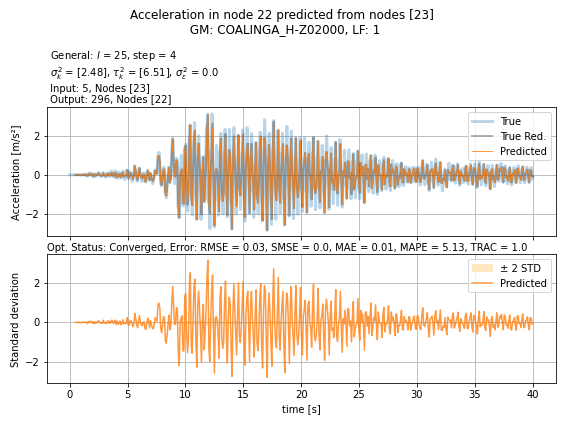 Acceleration in node 22 predicted from nodes [23]
GM: COALINGA_H-Z02000, LF: 1
General: l = 25, step = 4
σ²ₖ = [2.48], τ²ₖ = [6.51], σ²ε = 0.0
Input: 5, Nodes [23]
Output: 296, Nodes [22]
Acceleration [m/s²]
2
0
−2
True
True Red.
Predicted
Opt. Status: Converged, Error: RMSE = 0.03, SMSE = 0.0, MAE = 0.01, MAPE = 5.13, TRAC = 1.0
Standard deviation
2
0
−2
± 2 STD
Predicted
0 5 10 15 20 25 30 35 40
time [s]